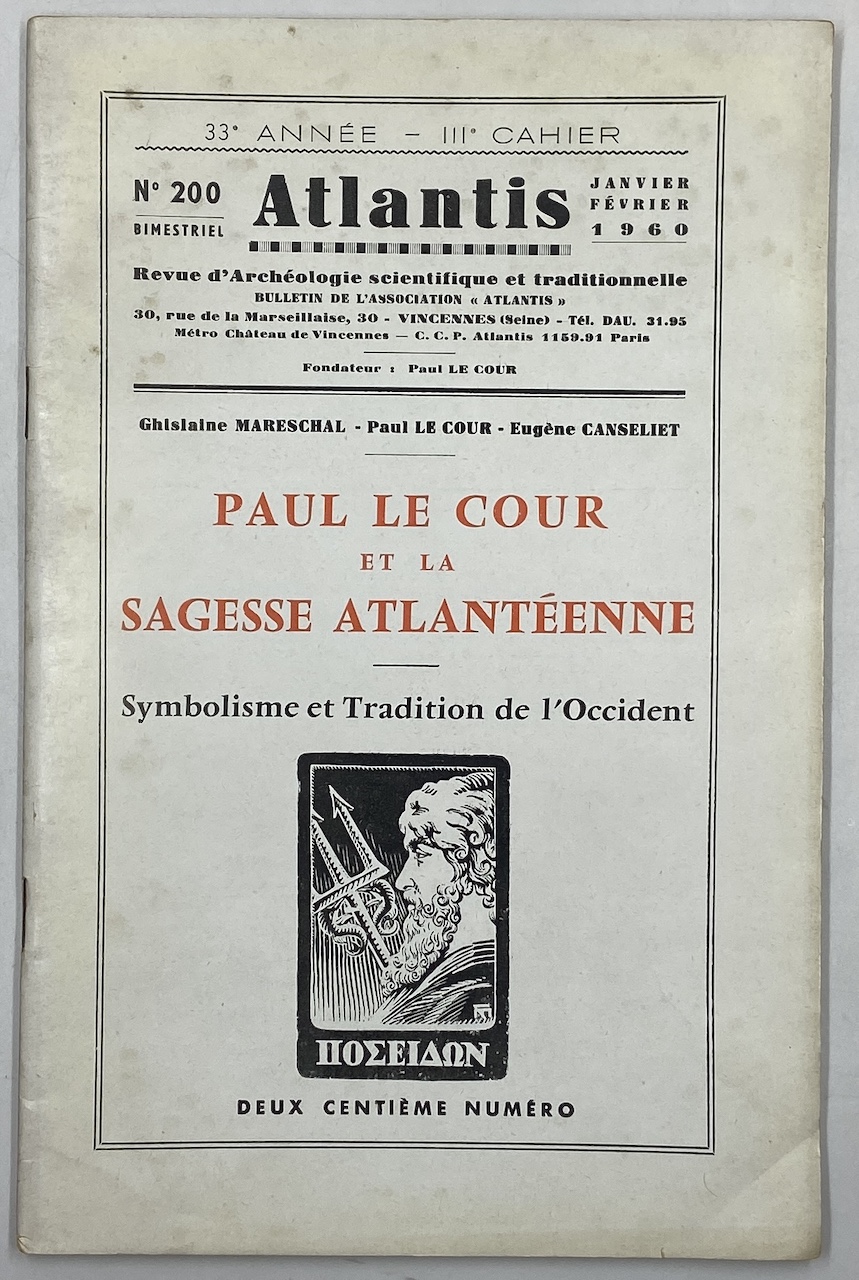 33e ANNÉE - IIIe CAHIER
No 200
BIMESTRIEL
Atlantis
JANVIER
FÉVRIER
1960
Revue d'Archéologie scientifique et traditionnelle
BULLETIN DE L'ASSOCIATION « ATLANTIS »
30, rue de la Marseillaise, 30 - VINCENNES (Seine) - Tél. DAU. 31.95
Métro Château de Vincennes — C. C. P. Atlantis 1159.91 Paris
Fondateur : Paul LE COUR
Ghislaine MARESCHAL - Paul LE COUR - Eugène CANSELIET
PAUL LE COUR
ET LA
SAGESSE ATLANTÉENNE
Symbolisme et Tradition de l'Occident
ΠΟΣΕΙΔΩΝ
DEUX CENTIÈME NUMÉRO